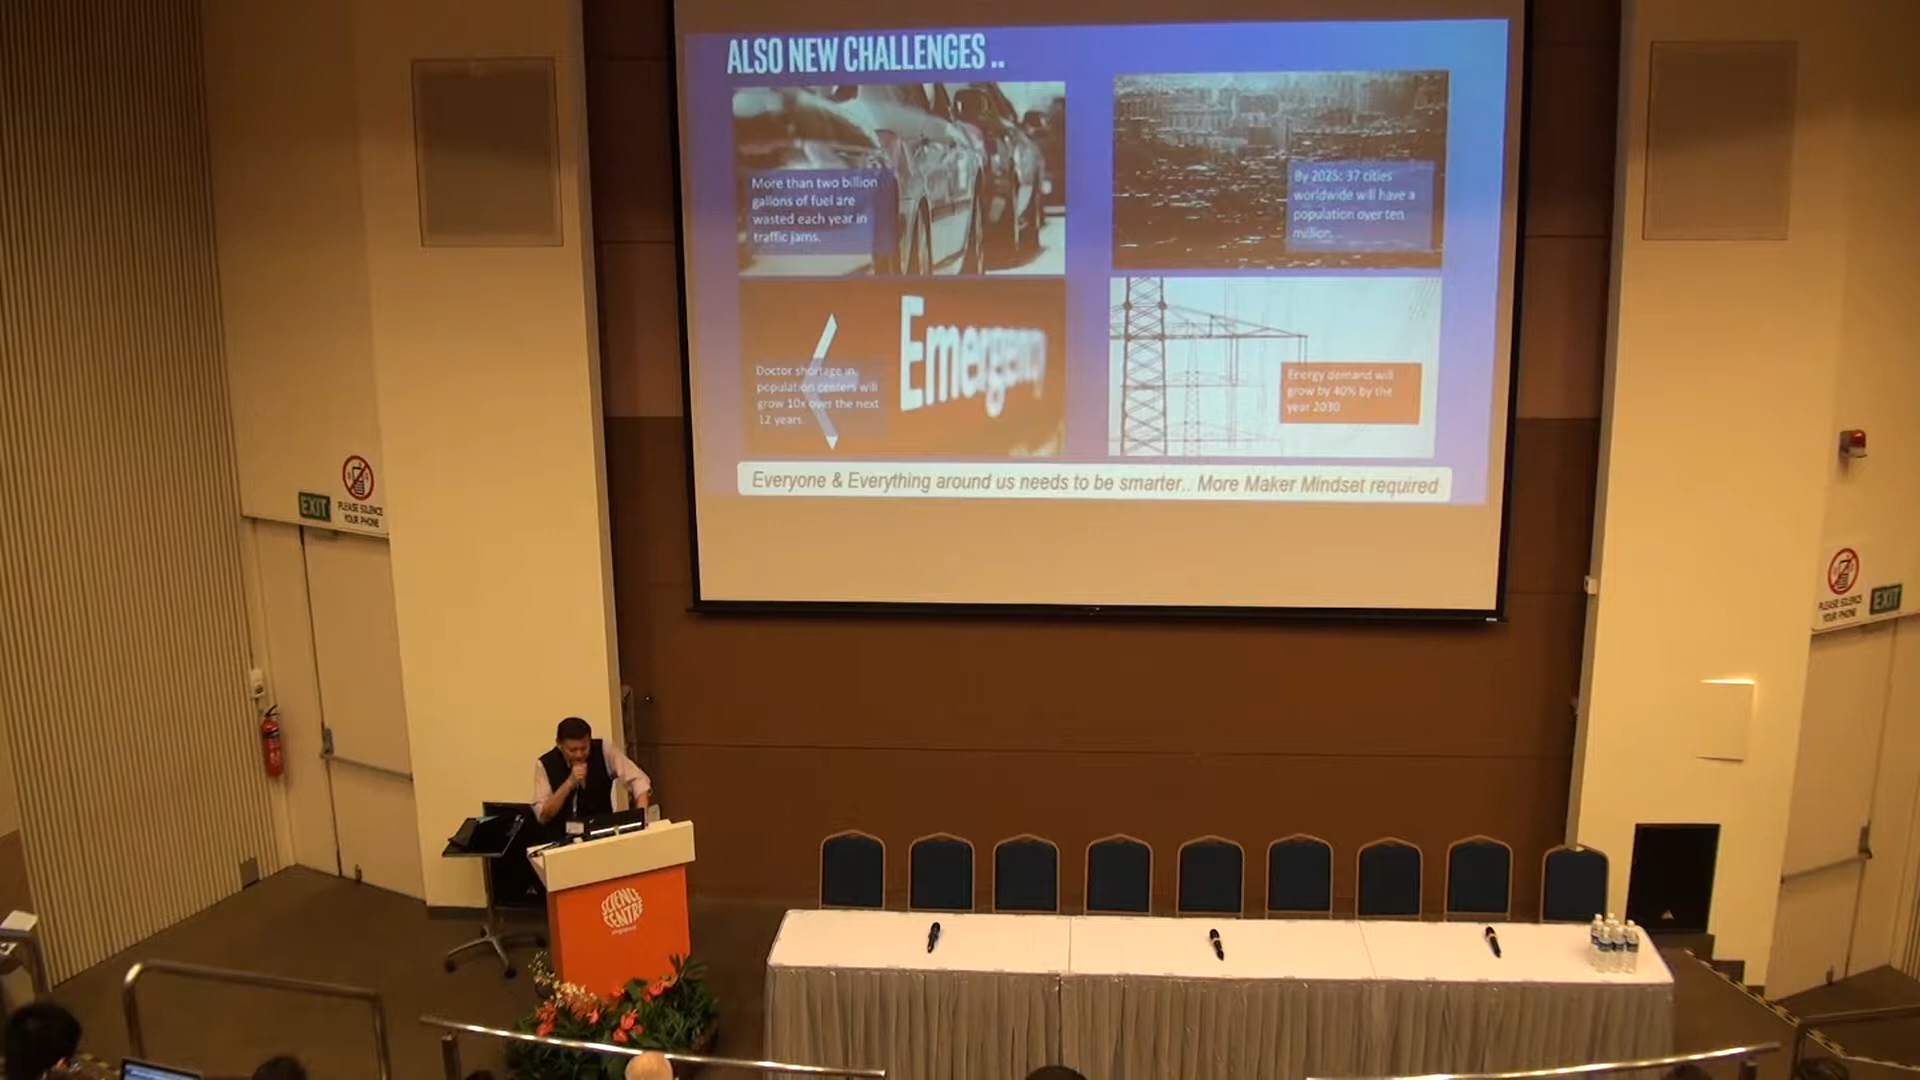 ALSO NEW CHALLENGES ..
More than two billion
gallons of fuel are
wasted each year in
traffic jams.
By 2025: 37 cities
worldwide will have a
population over ten
million.
Emergency
Doctor shortage in
population centers will
grow 10x over the next
12 years.
Energy demand will
grow by 40% by the
year 2030
Everyone & Everything around us needs to be smarter.. More Maker Mindset required
EXIT
PLEASE SILENCE
YOUR PHONE
PLEASE SILENCE
YOUR PHONE
EXIT
SCIENCE
CENTRE